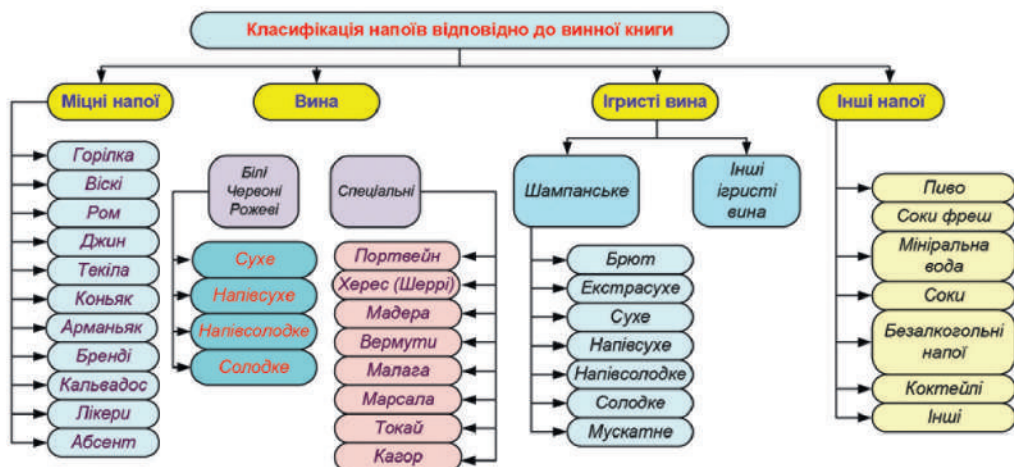 Класифікація напоїв відповідно до винної книги
Міцні напої
Вина
Ігристі вина
Інші напої
Горілка
Віскі
Ром
Джин
Текіла
Коньяк
Арманьяк
Бренді
Кальвадос
Лікери
Абсент
Білі
Червоні
Рожеві
Сухе
Напівсухе
Напівсолодке
Солодке
Спеціальні
Портвейн
Херес (Шеррі)
Мадера
Вермути
Малага
Марсала
Токай
Кагор
Шампанське
Брют
Екстрасухе
Сухе
Напівсухе
Напівсолодке
Солодке
Мускатне
Інші
ігристі
вина
Пиво
Соки фреш
Мініральна
вода
Соки
Безалкогольні
напої
Коктейлі
Інші